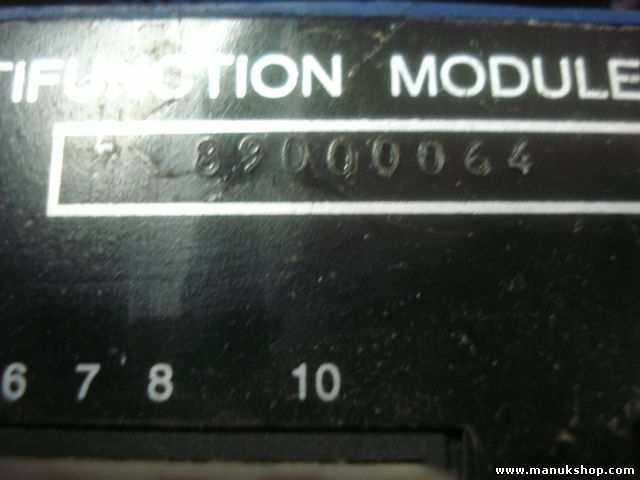 TIFUNCTION MODULE
89000064
6 7 8 10
www.manukshop.com